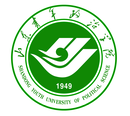 山东青年政治学院
1949
SHANDONG YOUTH UNIVERSITY OF POLITICAL SCIENCE